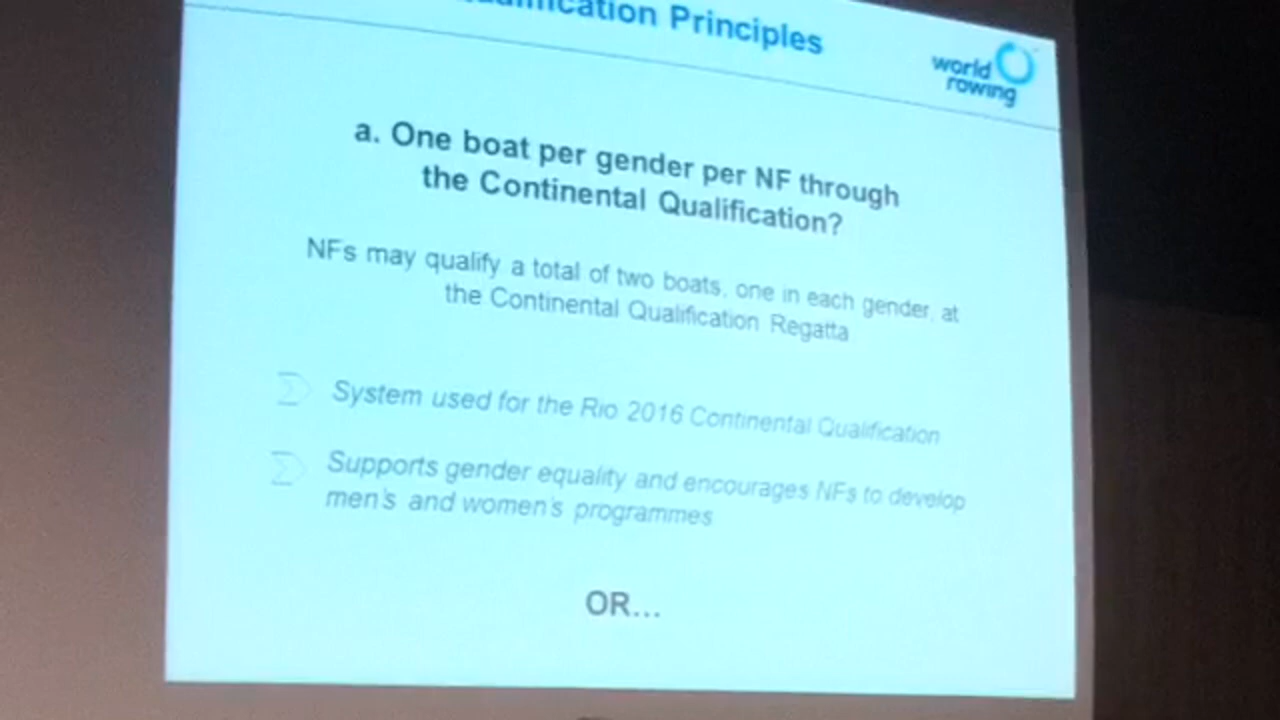 Principles
world
rowing
a. One boat per gender per NF through
the Continental Qualification?
NFs may qualify a total of two boats, one in each gender, at
the Continental Qualification Regatta
System used for the Rio 2016 Continental Qualification
Supports gender equality and encourages NFs to develop
men's and women's programmes
OR...